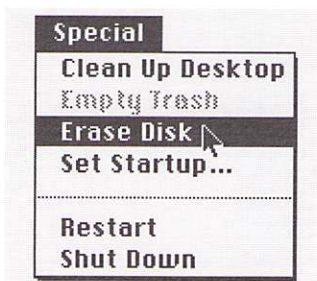 Special
Clean Up Desktop
Empty Trash
Erase Disk
Set Startup...
Restart
Shut Down